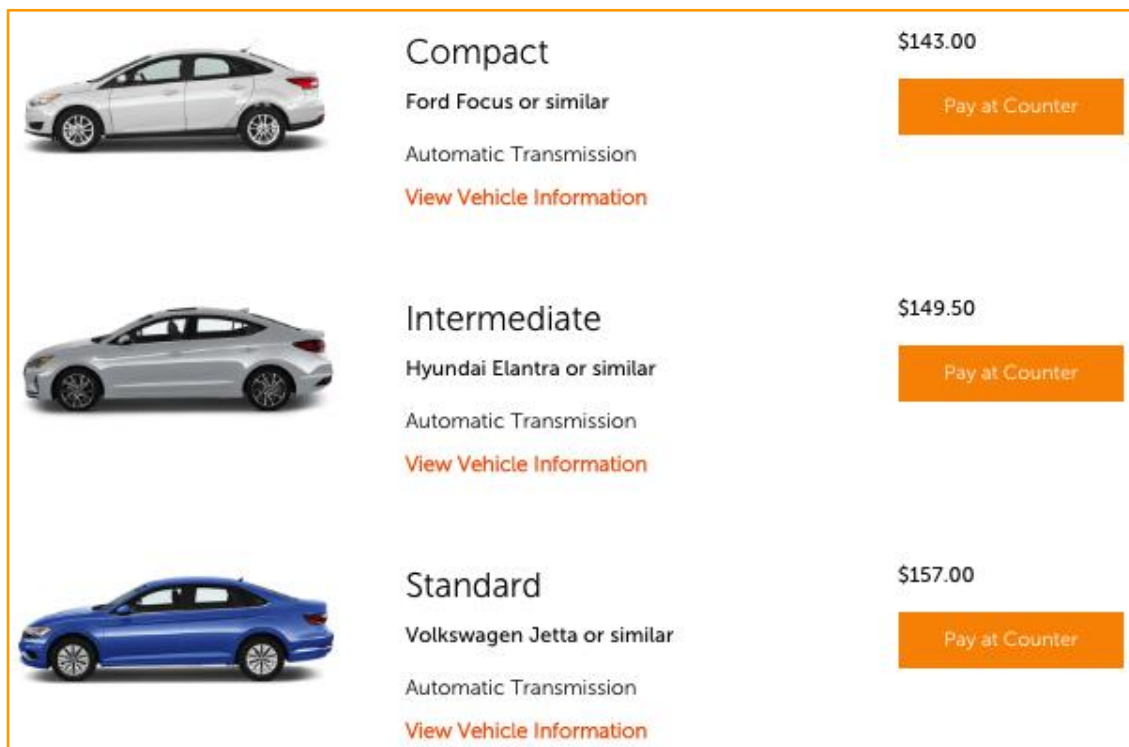 Compact
$143.00
Ford Focus or similar
Pay at Counter
Automatic Transmission
View Vehicle Information
Intermediate
$149.50
Hyundai Elantra or similar
Pay at Counter
Automatic Transmission
View Vehicle Information
Standard
$157.00
Volkswagen Jetta or similar
Pay at Counter
Automatic Transmission
View Vehicle Information